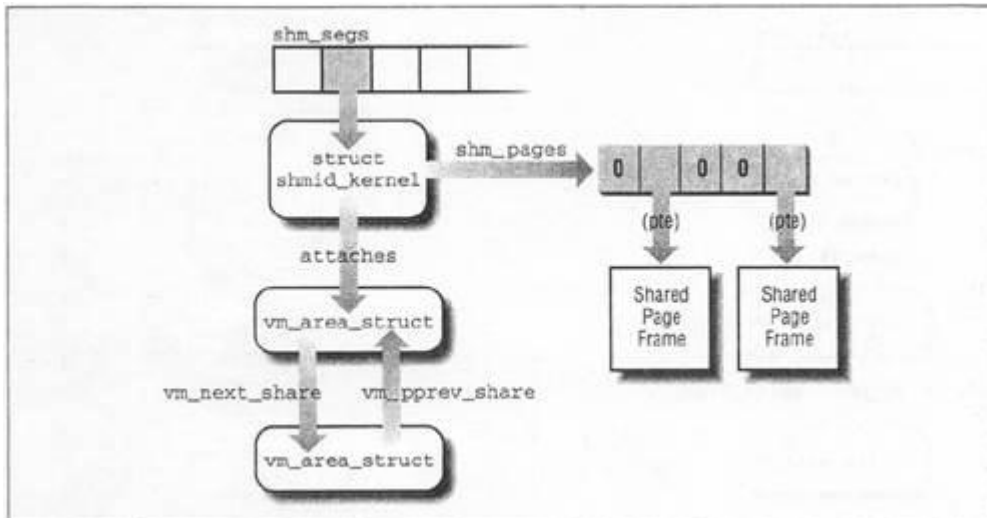 shm_segs
struct
shmid_kernel
shm_pages
0
0
0
(pte)
(pte)
attaches
Shared
Page
Frame
Shared
Page
Frame
vm_area_struct
vm_next_share
vm_pprev_share
vm_area_struct